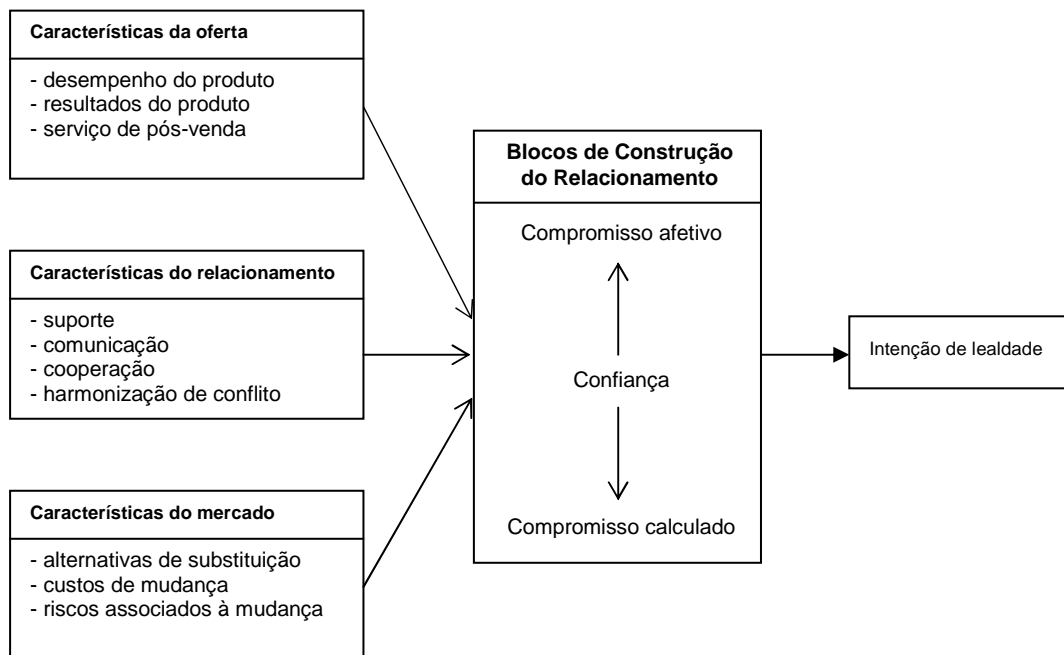 Características da oferta
- desempenho do produto
- resultados do produto
- serviço de pós-venda
Características do relacionamento
- suporte
- comunicação
- cooperação
- harmonização de conflito
Características do mercado
- alternativas de substituição
- custos de mudança
- riscos associados à mudança
Blocos de Construção
do Relacionamento
Compromisso afetivo
Confiança
Compromisso calculado
Intenção de lealdade